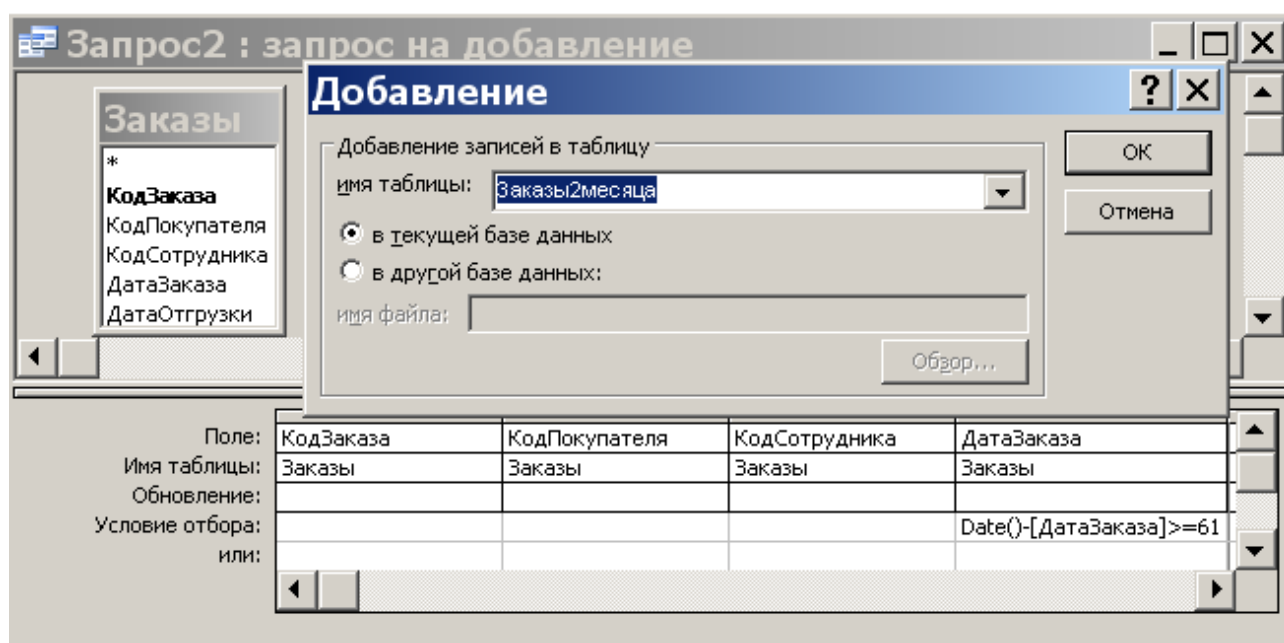 Запрос2 : запрос на добавление
Заказы
*
КодЗаказа
КодПокупателя
КодСотрудника
ДатаЗаказа
ДатаОтгрузки
Добавление
Добавление записей в таблицу
имя таблицы: Заказы2месяца
в текущей базе данных
в другой базе данных:
имя файла:
Обзор...
ОК
Отмена
Поле: КодЗаказа КодПокупателя КодСотрудника ДатаЗаказа
Имя таблицы: Заказы Заказы Заказы Заказы
Обновление:
Условие отбора: Date()-[ДатаЗаказа]>=61
или: